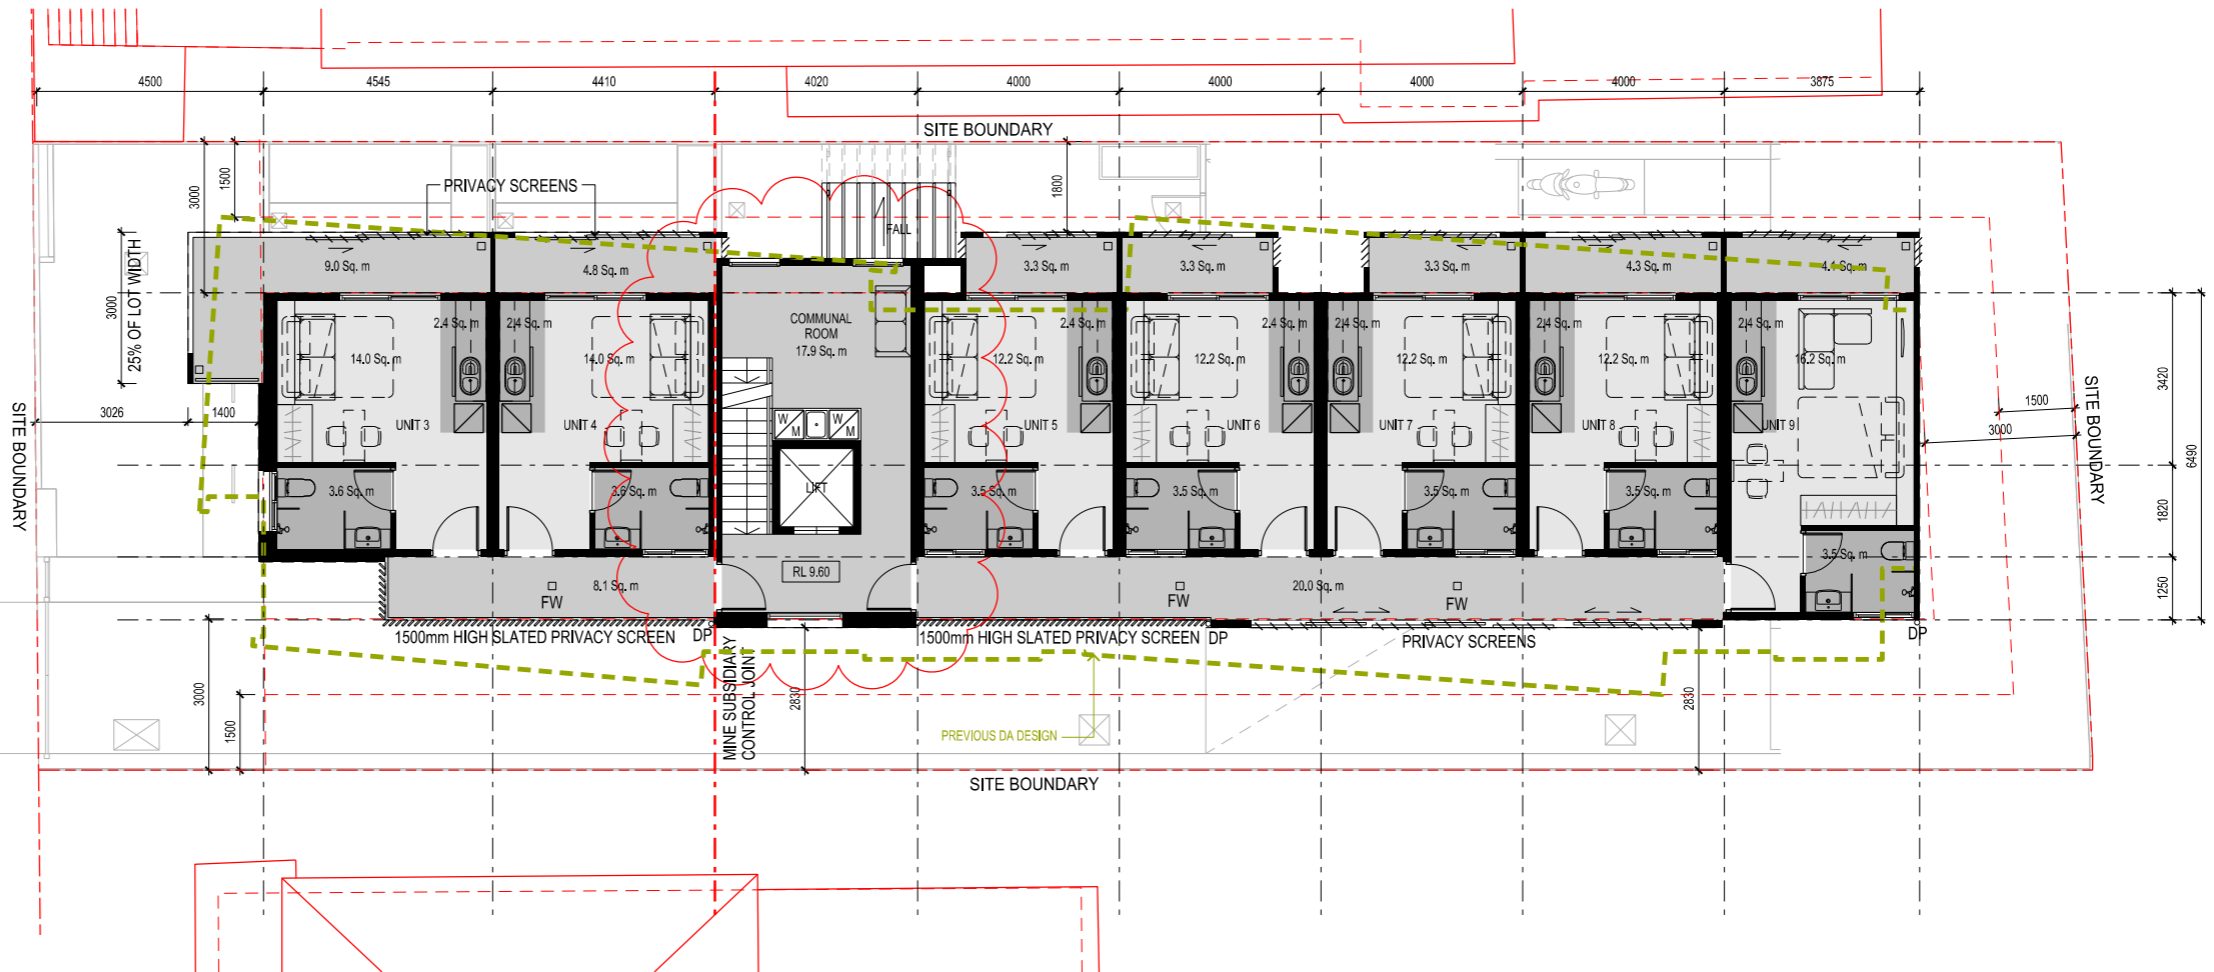 4500
4545
4410
4020
4000
4000
4000
4000
3875
SITE BOUNDARY
3000
1500
PRIVACY SCREENS
1800
FALL
3000
25% OF LOT WIDTH
9.0 Sq. m
4.8 Sq. m
3.3 Sq. m
3.3 Sq. m
3.3 Sq. m
4.3 Sq. m
4.1 Sq. m
COMMUNAL
ROOM
17.9 Sq. m
2.4 Sq. m
2.4 Sq. m
2.4 Sq. m
2.4 Sq. m
2.4 Sq. m
2.4 Sq. m
2.4 Sq. m
14.0 Sq. m
14.0 Sq. m
12.2 Sq. m
12.2 Sq. m
12.2 Sq. m
12.2 Sq. m
16.2 Sq. m
3026
1400
UNIT 3
UNIT 4
W
M
W
M
UNIT 5
UNIT 6
UNIT 7
UNIT 8
UNIT 9
1500
3000
3420
6490
1820
1250
SITE BOUNDARY
SITE BOUNDARY
LIFT
3.6 Sq. m
3.6 Sq. m
3.5 Sq. m
3.5 Sq. m
3.5 Sq. m
3.5 Sq. m
3.5 Sq. m
RL 9.60
8.1 Sq. m
20.0 Sq. m
FW
FW
FW
1500mm HIGH SLATED PRIVACY SCREEN
DP
1500mm HIGH SLATED PRIVACY SCREEN
DP
PRIVACY SCREENS
DP
3000
1500
MINE SUBSIDIARY
CONTROL JOINT
2830
2830
PREVIOUS DA DESIGN
SITE BOUNDARY